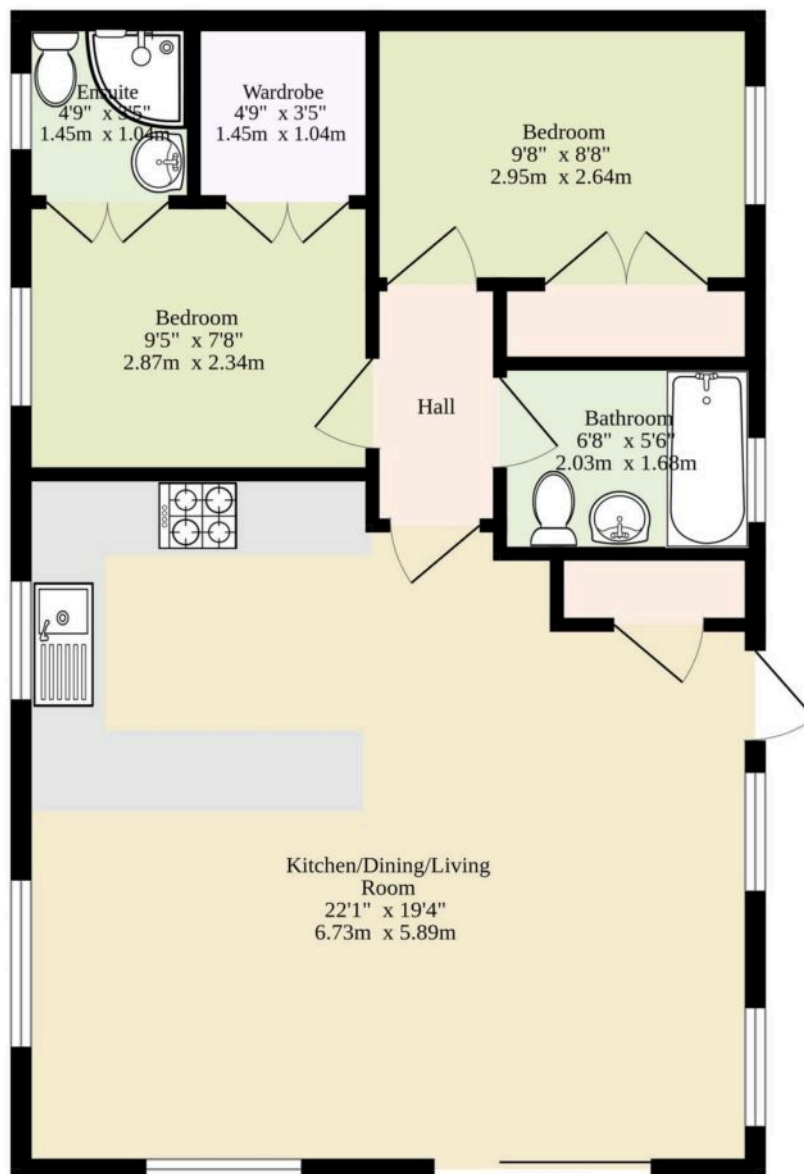 Ensuite
4'9" x 3'5"
1.45m x 1.04m
Wardrobe
4'9" x 3'5"
1.45m x 1.04m
Bedroom
9'8" x 8'8"
2.95m x 2.64m
Bedroom
9'5" x 7'8"
2.87m x 2.34m
Hall
Bathroom
6'8" x 5'6"
2.03m x 1.68m
Kitchen/Dining/Living
Room
22'1" x 19'4"
6.73m x 5.89m